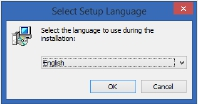 Select Setup Language
Select the language to use during the
installation:
English
OK
Cancel